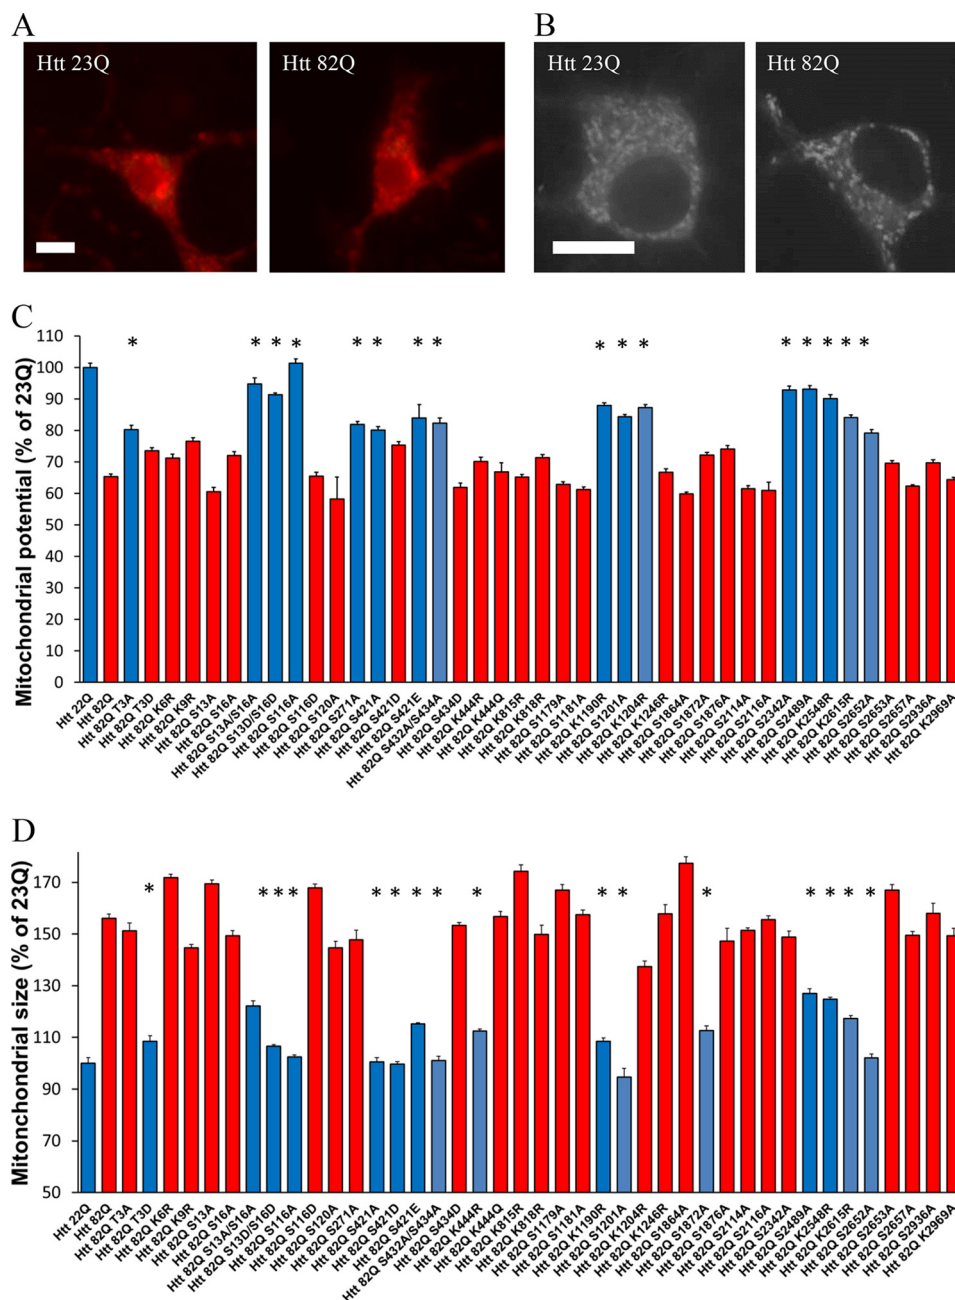 A
B
Htt 23Q
Htt 82Q
Htt 23Q
Htt 82Q
C
Mitochondrial potential (% of 23Q)
110
100
90
80
70
60
50
40
30
20
10
0
* * * * * * * * * * * * * * * *
Htt 22Q
Htt 82Q
Htt 82Q T3A
Htt 82Q T3D
Htt 82Q K6R
Htt 82Q K9R
Htt 82Q S13A
Htt 82Q S16A
Htt 82Q S13A/S16A
Htt 82Q S13D/S16D
Htt 82Q S116A
Htt 82Q S116D
Htt 82Q S120A
Htt 82Q S271A
Htt 82Q S421A
Htt 82Q S421D
Htt 82Q S421E
Htt 82Q S432A/S434A
Htt 82Q S434D
Htt 82Q K444R
Htt 82Q K444Q
Htt 82Q K815R
Htt 82Q K818R
Htt 82Q S1179A
Htt 82Q S1181A
Htt 82Q K1190R
Htt 82Q S1201A
Htt 82Q K1204R
Htt 82Q K1246R
Htt 82Q S1864A
Htt 82Q S1872A
Htt 82Q S1876A
Htt 82Q S2114A
Htt 82Q S2116A
Htt 82Q S2342A
Htt 82Q S2489A
Htt 82Q K2548R
Htt 82Q K2615R
Htt 82Q S2652A
Htt 82Q S2653A
Htt 82Q S2657A
Htt 82Q S2936A
Htt 82Q K2969A
D
Mitonchondrial size (% of 23Q)
170
150
130
110
90
70
50
* * * * * * * * * * * * * * * *
Htt 22Q
Htt 82Q
Htt 82Q T3A
Htt 82Q T3D
Htt 82Q K6R
Htt 82Q K9R
Htt 82Q S13A
Htt 82Q S16A
Htt 82Q S13A/S16A
Htt 82Q S13D/S16D
Htt 82Q S116A
Htt 82Q S116D
Htt 82Q S120A
Htt 82Q S271A
Htt 82Q S421A
Htt 82Q S421D
Htt 82Q S421E
Htt 82Q S432A/S434A
Htt 82Q S434D
Htt 82Q K444R
Htt 82Q K444Q
Htt 82Q K815R
Htt 82Q K818R
Htt 82Q S1179A
Htt 82Q S1181A
Htt 82Q K1190R
Htt 82Q S1201A
Htt 82Q K1204R
Htt 82Q K1246R
Htt 82Q S1864A
Htt 82Q S1872A
Htt 82Q S1876A
Htt 82Q S2114A
Htt 82Q S2116A
Htt 82Q S2342A
Htt 82Q S2489A
Htt 82Q K2548R
Htt 82Q K2615R
Htt 82Q S2652A
Htt 82Q S2653A
Htt 82Q S2657A
Htt 82Q S2936A
Htt 82Q K2969A